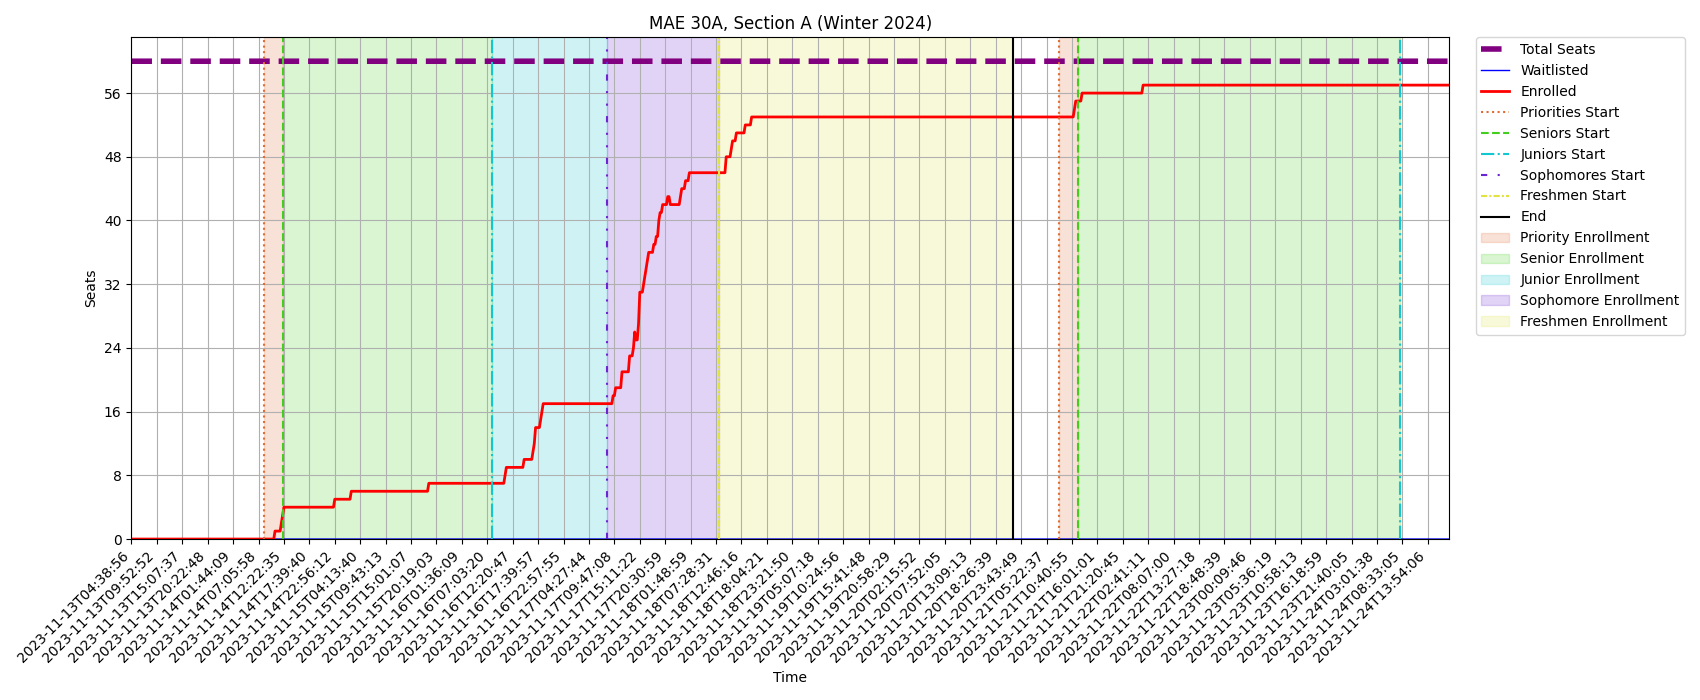 MAE 30A, Section A (Winter 2024)
Seats
56
48
40
32
24
16
8
0
2023-11-13T04:38:56
2023-11-13T09:52:52
2023-11-13T15:07:37
2023-11-13T20:22:48
2023-11-14T01:44:09
2023-11-14T07:05:58
2023-11-14T12:22:35
2023-11-14T17:39:40
2023-11-14T22:56:12
2023-11-15T04:13:40
2023-11-15T09:43:13
2023-11-15T15:01:07
2023-11-15T20:19:03
2023-11-16T01:36:09
2023-11-16T07:03:20
2023-11-16T12:20:47
2023-11-16T17:39:57
2023-11-16T22:57:55
2023-11-17T04:27:44
2023-11-17T09:47:08
2023-11-17T15:11:22
2023-11-17T20:30:59
2023-11-18T01:48:59
2023-11-18T07:28:31
2023-11-18T12:46:16
2023-11-18T18:04:21
2023-11-18T23:21:50
2023-11-19T05:07:18
2023-11-19T10:24:56
2023-11-19T15:41:48
2023-11-19T20:58:29
2023-11-20T02:15:52
2023-11-20T07:52:05
2023-11-20T13:09:13
2023-11-20T18:26:39
2023-11-20T23:43:49
2023-11-21T05:22:37
2023-11-21T10:40:55
2023-11-21T16:01:01
2023-11-21T21:20:45
2023-11-22T02:41:11
2023-11-22T08:07:00
2023-11-22T13:27:18
2023-11-22T18:48:39
2023-11-23T00:09:46
2023-11-23T05:36:19
2023-11-23T10:58:13
2023-11-23T16:18:59
2023-11-23T21:40:05
2023-11-24T03:01:38
2023-11-24T08:33:05
2023-11-24T13:54:06
Time
Total Seats
Waitlisted
Enrolled
Priorities Start
Seniors Start
Juniors Start
Sophomores Start
Freshmen Start
End
Priority Enrollment
Senior Enrollment
Junior Enrollment
Sophomore Enrollment
Freshmen Enrollment